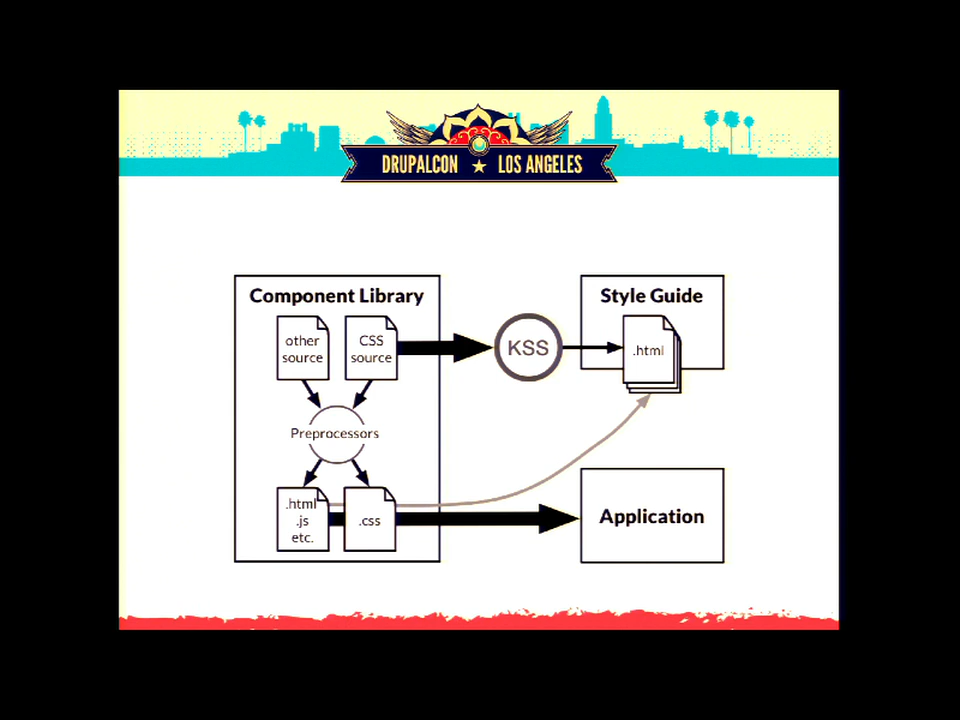 DRUPALCON ★ LOS ANGELES
Component Library
other
source
CSS
source
KSS
Style Guide
.html
Preprocessors
.html
.js
etc.
.css
Application